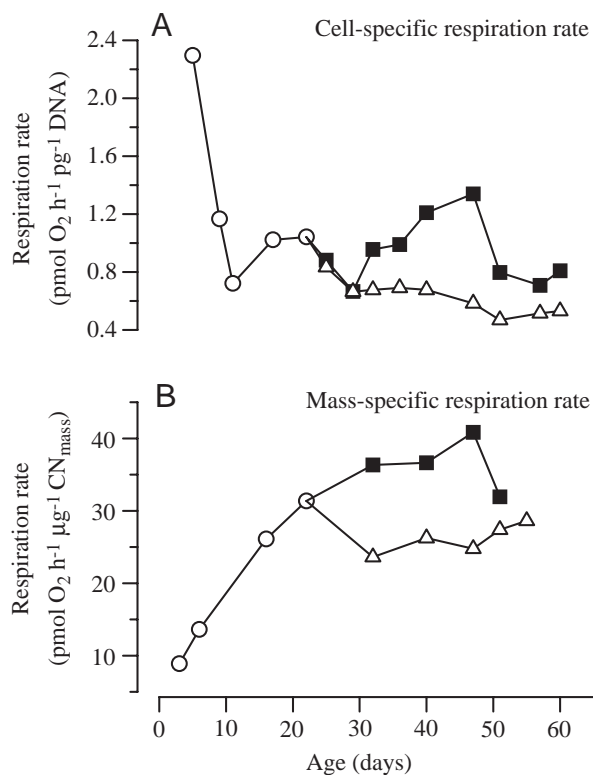 A
Cell-specific respiration rate
Respiration rate
(pmol O₂ h⁻¹ pg⁻¹ DNA)
2.4
2.0
1.6
1.2
0.8
0.4
B
Mass-specific respiration rate
Respiration rate
(pmol O₂ h⁻¹ µg⁻¹ CNmass)
40
30
20
10
0 10 20 30 40 50 60
Age (days)